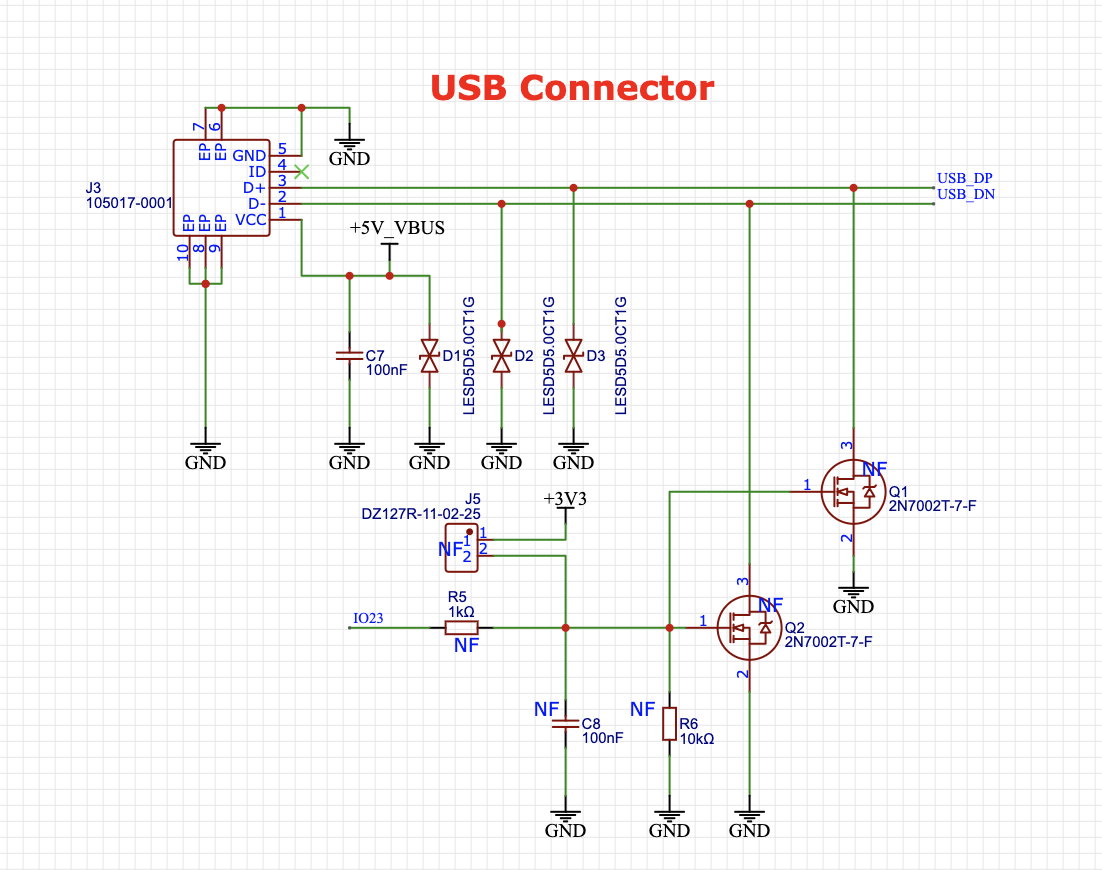 USB Connector
7
6
EP
EP
GND
5
GND
ID
4
J3
D+
3
USB_DP
105017-0001
D-
2
USB_DN
VCC
1
EP
EP
EP
+5V_VBUS
10
8
9
C7
100nF
D1
LESD5D5.0CT1G
D2
LESD5D5.0CT1G
D3
LESD5D5.0CT1G
GND
GND
GND
GND
GND
3
NF
1
Q1
2N7002T-7-F
2
GND
J5
DZ127R-11-02-25
+3V3
NF
1
2
1
2
3
NF
R5
1kΩ
IO23
NF
1
Q2
2N7002T-7-F
2
NF
C8
100nF
NF
R6
10kΩ
GND
GND
GND